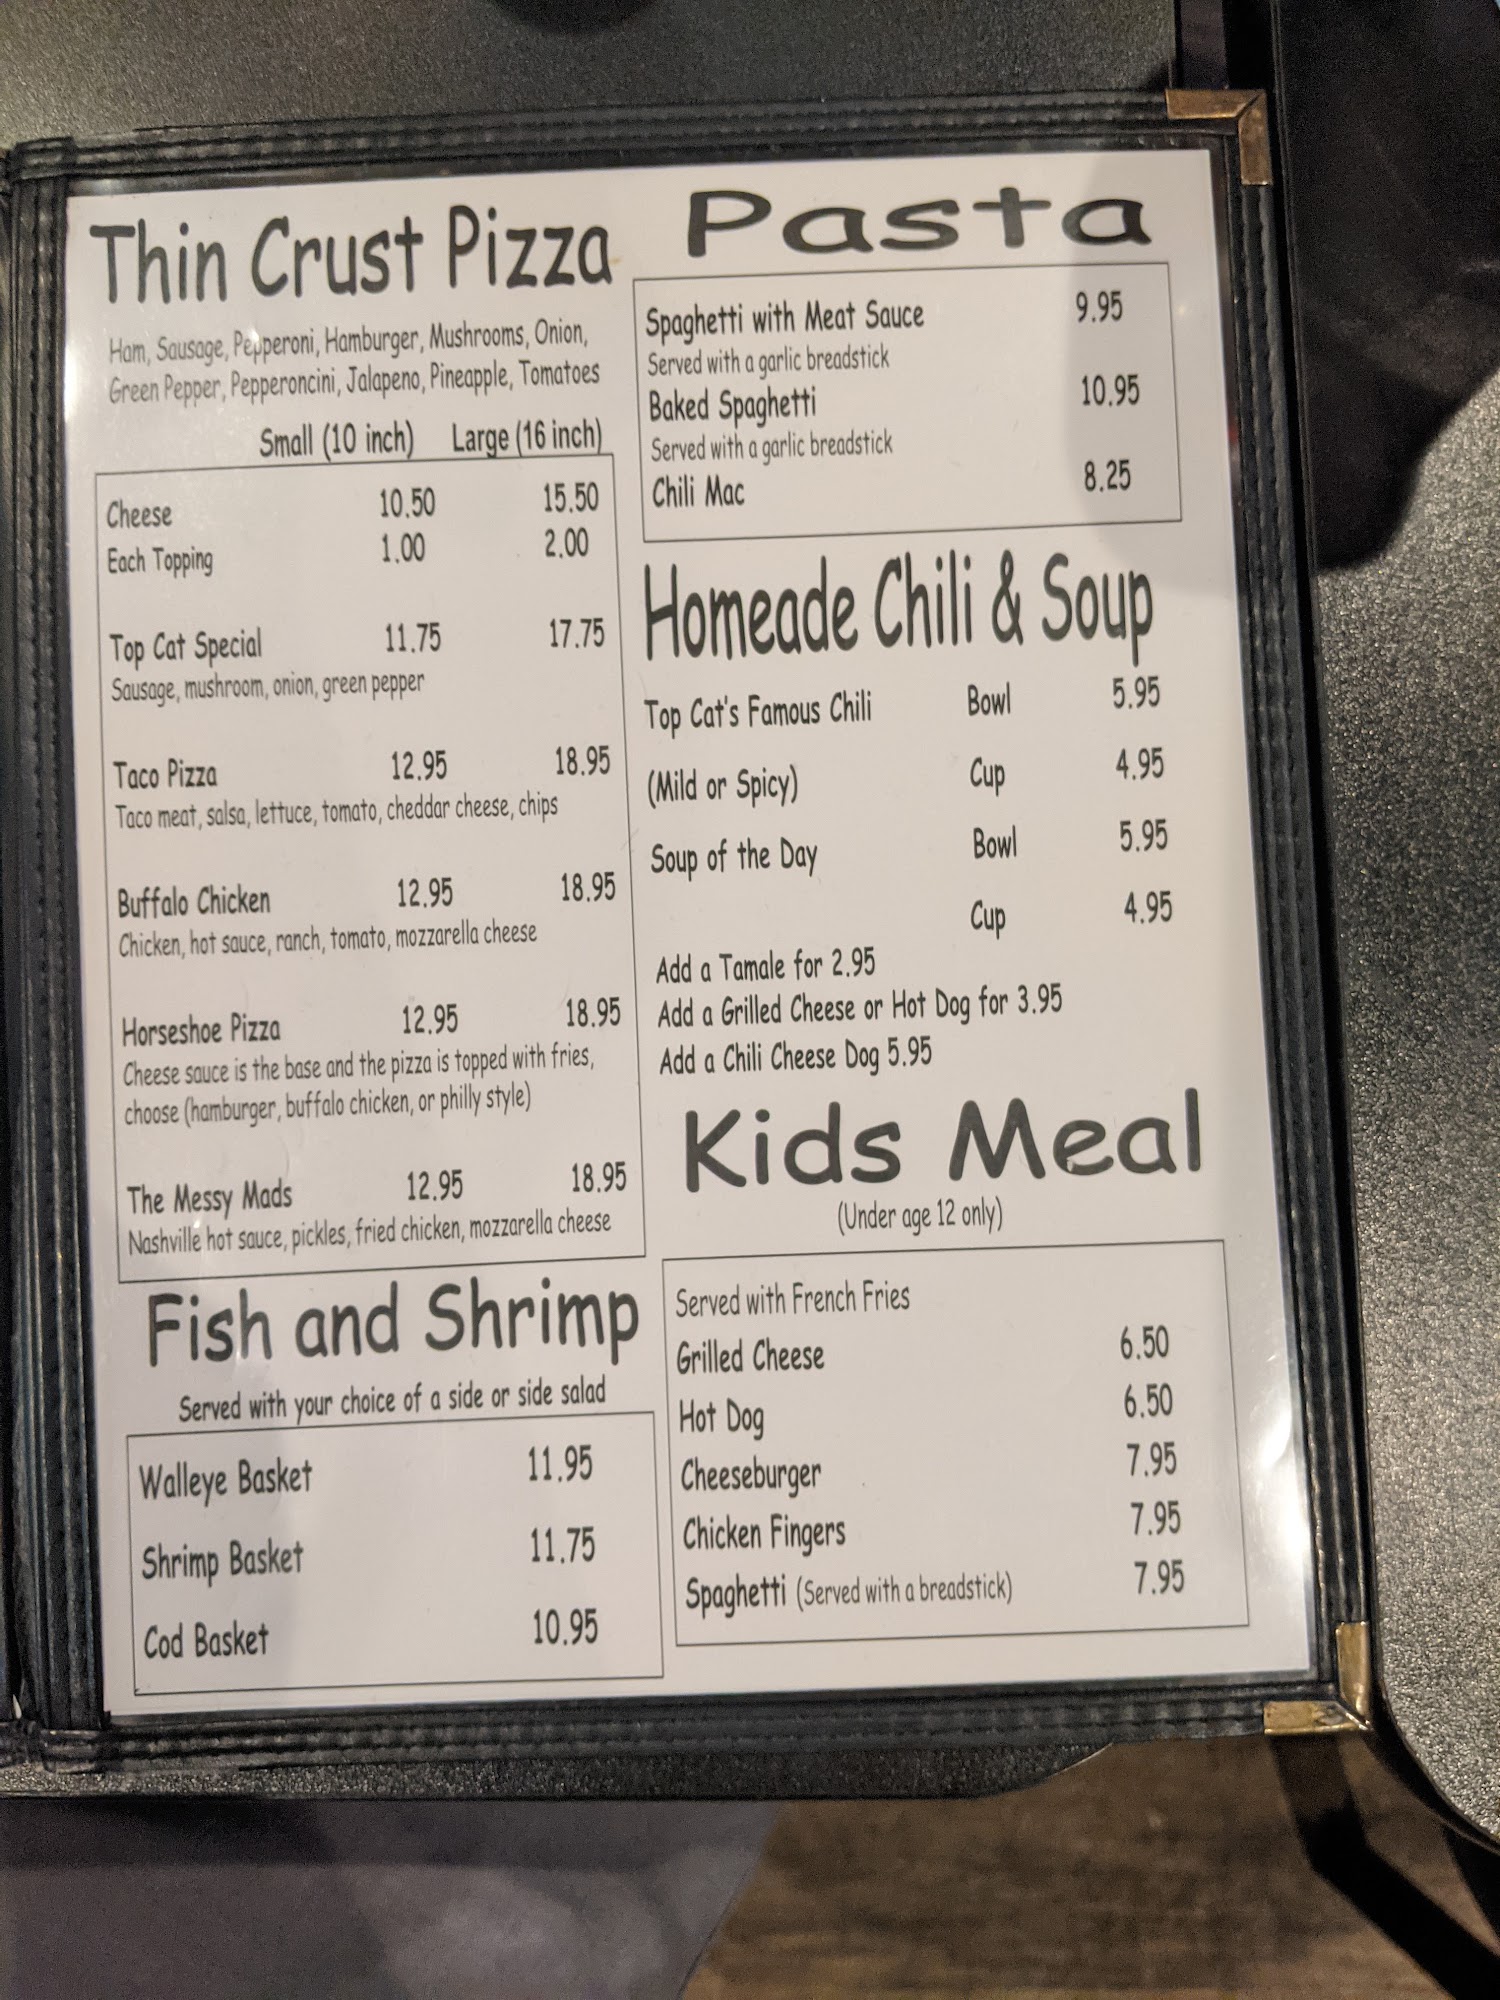 Thin Crust Pizza
Ham, Sausage, Pepperoni, Hamburger, Mushrooms, Onion,
Green Pepper, Pepperoncini, Jalapeno, Pineapple, Tomatoes
Small (10 inch) Large (16 inch)
Cheese 10.50 15.50
Each Topping 1.00 2.00
Top Cat Special 11.75 17.75
Sausage, mushroom, onion, green pepper
Taco Pizza 12.95 18.95
Taco meat, salsa, lettuce, tomato, cheddar cheese, chips
Buffalo Chicken 12.95 18.95
Chicken, hot sauce, ranch, tomato, mozzarella cheese
Horseshoe Pizza 12.95 18.95
Cheese sauce is the base and the pizza is topped with fries,
choose (hamburger, buffalo chicken, or philly style)
The Messy Mads 12.95 18.95
Nashville hot sauce, pickles, fried chicken, mozzarella cheese
Fish and Shrimp
Served with your choice of a side or side salad
Walleye Basket 11.95
Shrimp Basket 11.75
Cod Basket 10.95
Pasta
Spaghetti with Meat Sauce 9.95
Served with a garlic breadstick
Baked Spaghetti 10.95
Served with a garlic breadstick
Chili Mac 8.25
Homeade Chili & Soup
Top Cat's Famous Chili Bowl 5.95
(Mild or Spicy) Cup 4.95
Soup of the Day Bowl 5.95
Cup 4.95
Add a Tamale for 2.95
Add a Grilled Cheese or Hot Dog for 3.95
Add a Chili Cheese Dog 5.95
Kids Meal
(Under age 12 only)
Served with French Fries
Grilled Cheese 6.50
Hot Dog 6.50
Cheeseburger 7.95
Chicken Fingers 7.95
Spaghetti (Served with a breadstick) 7.95